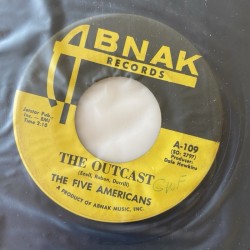 ABNAK
RECORDS
Jetstar Pub.,
Inc. - BMI
Time 2:10
A-109
(SO-2797)
Producer:
Dale Hawkins
THE OUTCAST
(Ezell, Rabon, Durrill)
THE FIVE AMERICANS
A PRODUCT OF ABNAK MUSIC, INC.